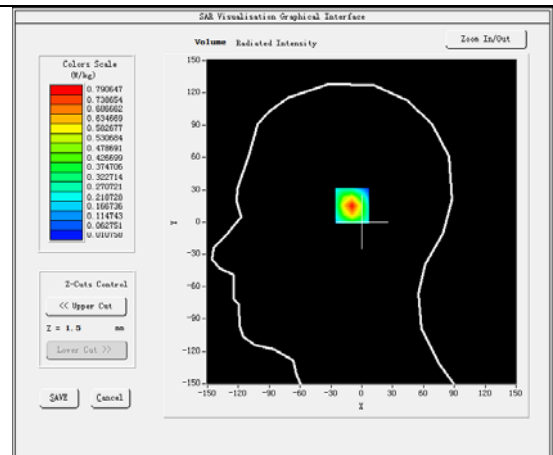 SAR Visualisation Graphical Interface
Volume Radiated Intensity
Zoom In/Out
Colors Scale
(W/kg)
0.790647
0.738654
0.686662
0.634669
0.582677
0.530684
0.478691
0.426699
0.374706
0.322714
0.270721
0.218728
0.166736
0.114743
0.062751
0.010758
Z-Cuts Control
<< Upper Cut
Z = 1.5 mm
Lower Cut >>
SAVE Cancel
150
120
90
60
30
0
-30
-60
-90
-120
-150
Y
-150 -120 -90 -60 -30 0 30 60 90 120 150
X